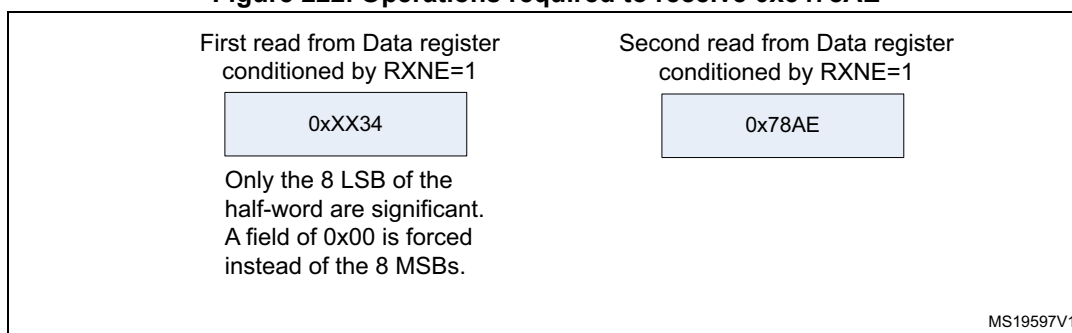 First read from Data register
conditioned by RXNE=1
0xXX34
Only the 8 LSB of the
half-word are significant.
A field of 0x00 is forced
instead of the 8 MSBs.
Second read from Data register
conditioned by RXNE=1
0x78AE
MS19597V1